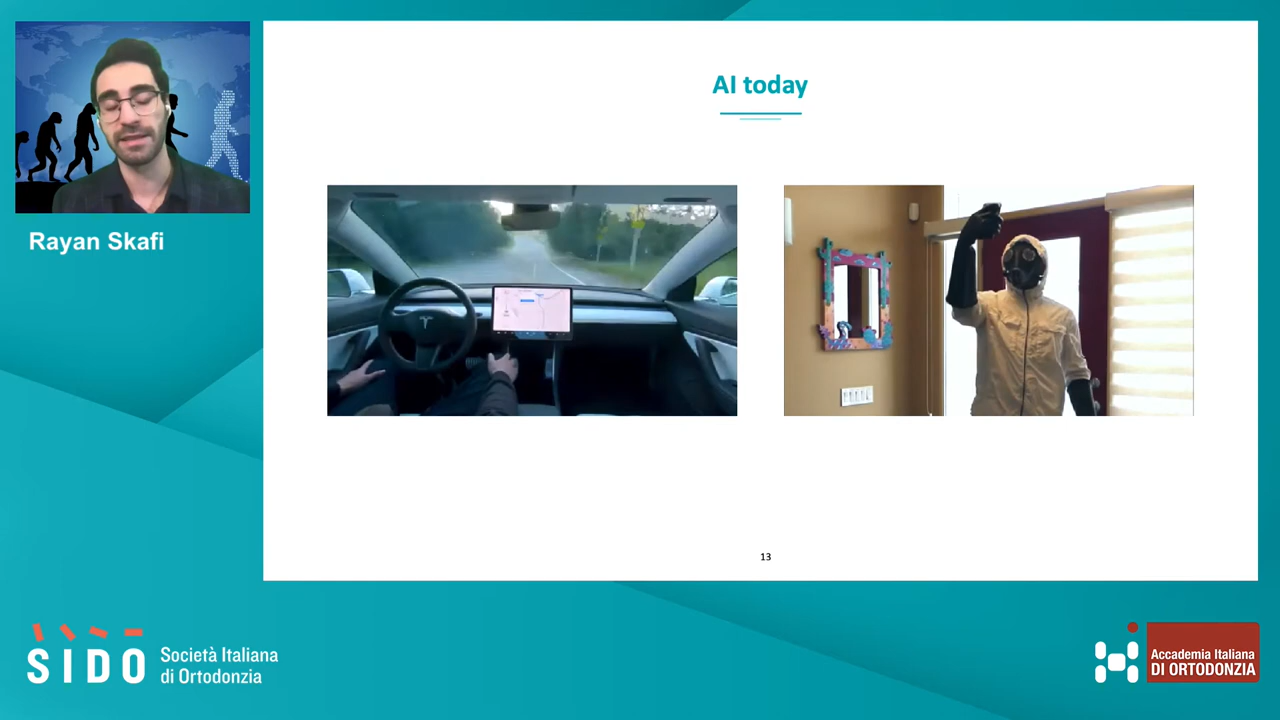 Rayan Skafi
AI today
13
SIDO
Società Italiana
di Ortodonzia
Accademia Italiana
DI ORTODONZIA